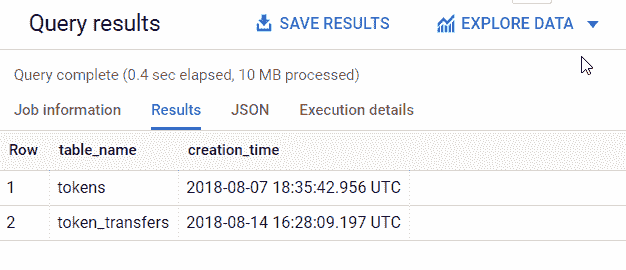 Query results SAVE RESULTS EXPLORE DATA
Query complete (0.4 sec elapsed, 10 MB processed)
Job information Results JSON Execution details
Row table_name creation_time
1 tokens 2018-08-07 18:35:42.956 UTC
2 token_transfers 2018-08-14 16:28:09.197 UTC